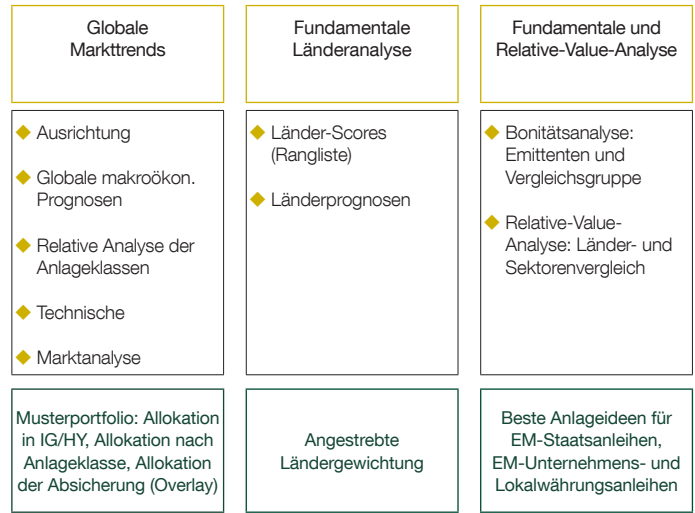 Globale
Markttrends
Ausrichtung
Globale makroökon.
Prognosen
Relative Analyse der
Anlageklassen
Technische
Marktanalyse
Musterportfolio: Allokation
in IG/HY, Allokation nach
Anlageklasse, Allokation
der Absicherung (Overlay)
Fundamentale
Länderanalyse
Länder-Scores
(Rangliste)
Länderprognosen
Angestrebte
Ländergewichtung
Fundamentale und
Relative-Value-Analyse
Bonitätsanalyse:
Emittenten und
Vergleichsgruppe
Relative-Value-
Analyse: Länder- und
Sektorenvergleich
Beste Anlageideen für
EM-Staatsanleihen,
EM-Unternehmens- und
Lokalwährungsanleihen